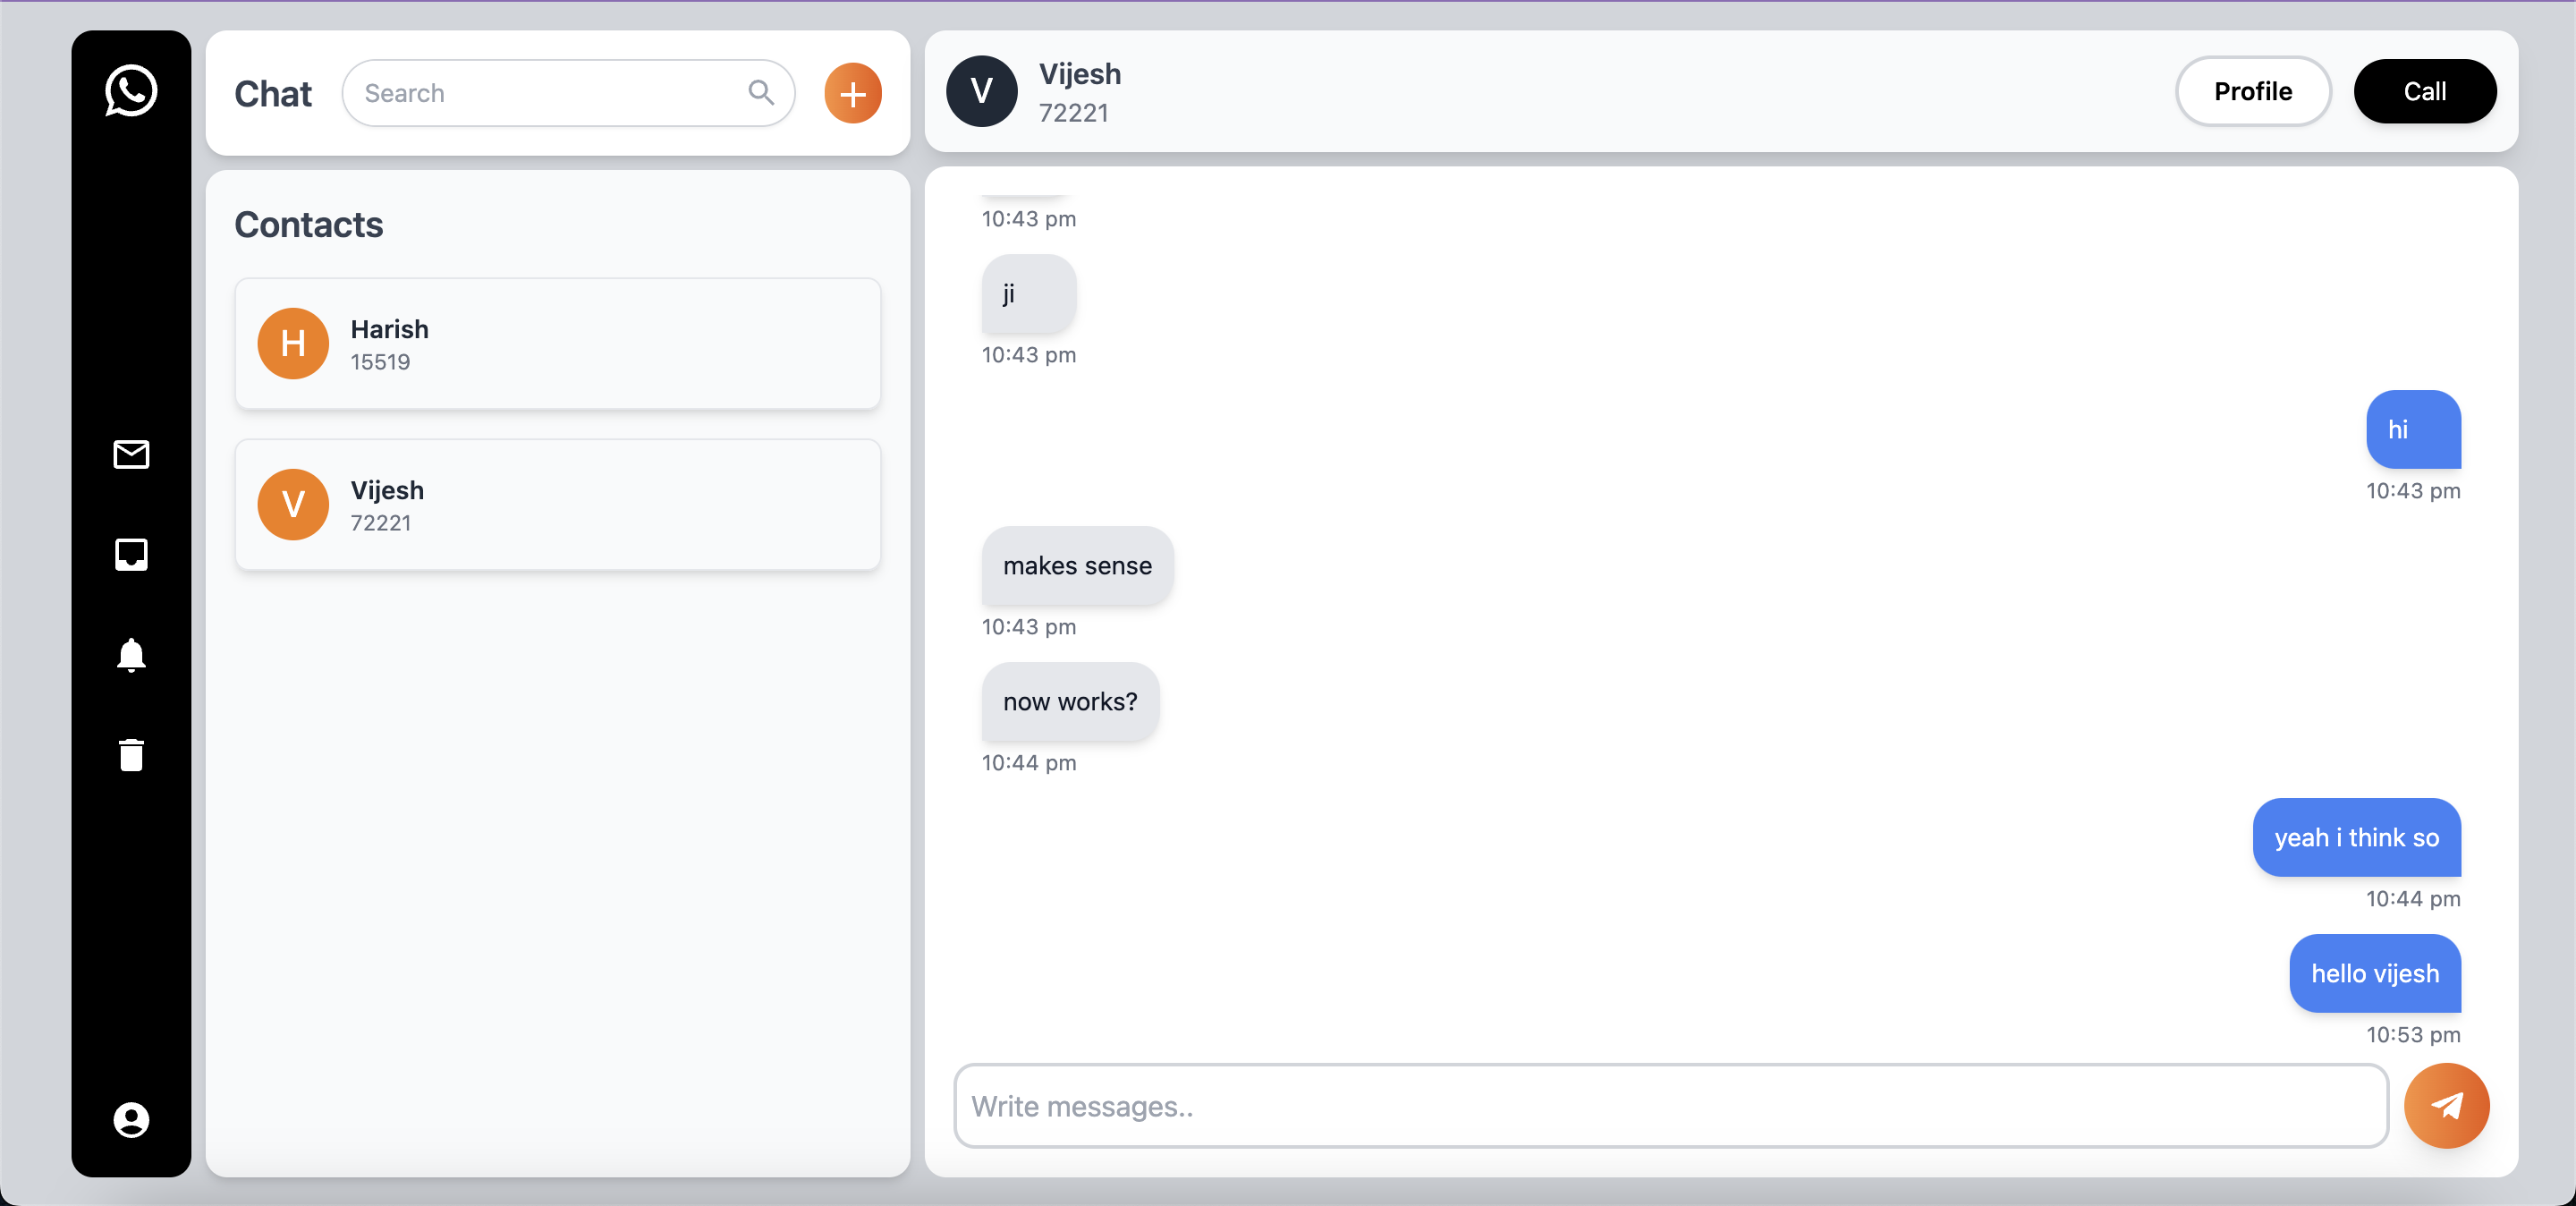 Chat
Search
+
Contacts
H
Harish
15519
V
Vijesh
72221
V
Vijesh
72221
Profile
Call
10:43 pm
ji
10:43 pm
hi
10:43 pm
makes sense
10:43 pm
now works?
10:44 pm
yeah i think so
10:44 pm
hello vijesh
10:53 pm
Write messages..